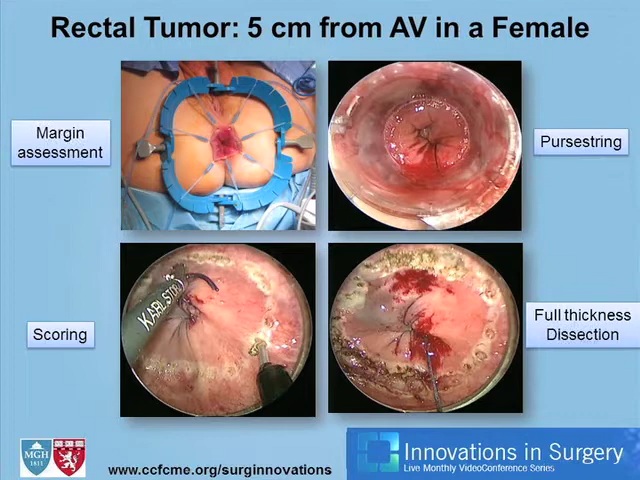 Rectal Tumor: 5 cm from AV in a Female
Margin
assessment
Pursestring
KARL STORZ
Scoring
Full thickness
Dissection
MGH
1811
www.ccfcme.org/surginnovations
Innovations in Surgery
Live Monthly VideoConference Series